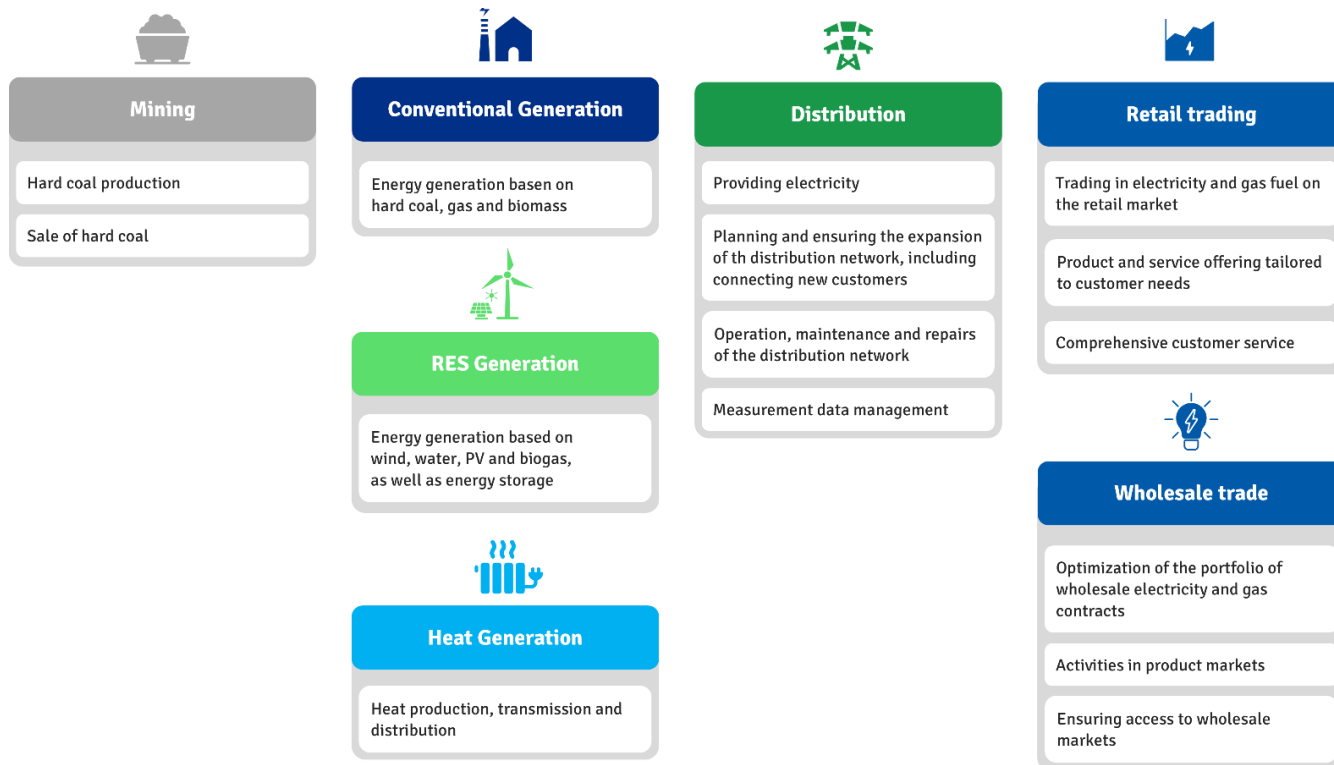 Mining
Hard coal production
Sale of hard coal
Conventional Generation
Energy generation basen on
hard coal, gas and biomass
RES Generation
Energy generation based on
wind, water, PV and biogas,
as well as energy storage
Heat Generation
Heat production, transmission and
distribution
Distribution
Providing electricity
Planning and ensuring the expansion
of th distribution network, including
connecting new customers
Operation, maintenance and repairs
of the distribution network
Measurement data management
Retail trading
Trading in electricity and gas fuel on
the retail market
Product and service offering tailored
to customer needs
Comprehensive customer service
Wholesale trade
Optimization of the portfolio of
wholesale electricity and gas
contracts
Activities in product markets
Ensuring access to wholesale
markets